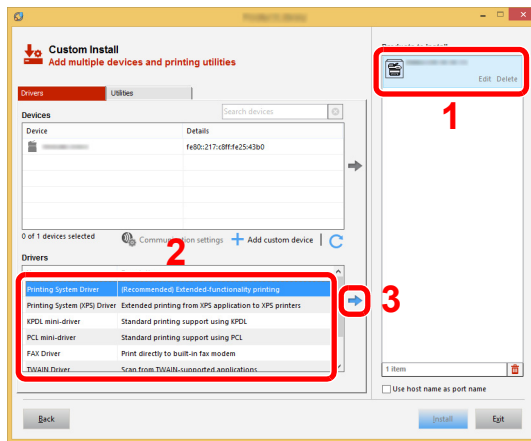 Custom Install
Add multiple devices and printing utilities
Drivers Utilities
Devices
Search devices
Device Details
fe80::217:c8ff:fe25:43b0
0 of 1 devices selected
Communication settings
Add custom device
Drivers
Printing System Driver (Recommended) Extended-functionality printing
Printing System (XPS) Driver Extended printing from XPS application to XPS printers
KPDL mini-driver Standard printing support using KPDL
PCL mini-driver Standard printing support using PCL
FAX Driver Print directly to built-in fax modem
TWAIN Driver Scan from TWAIN-supported applications
2
3
Products to install
Edit Delete
1
1 item
Use host name as port name
Back
Install
Exit